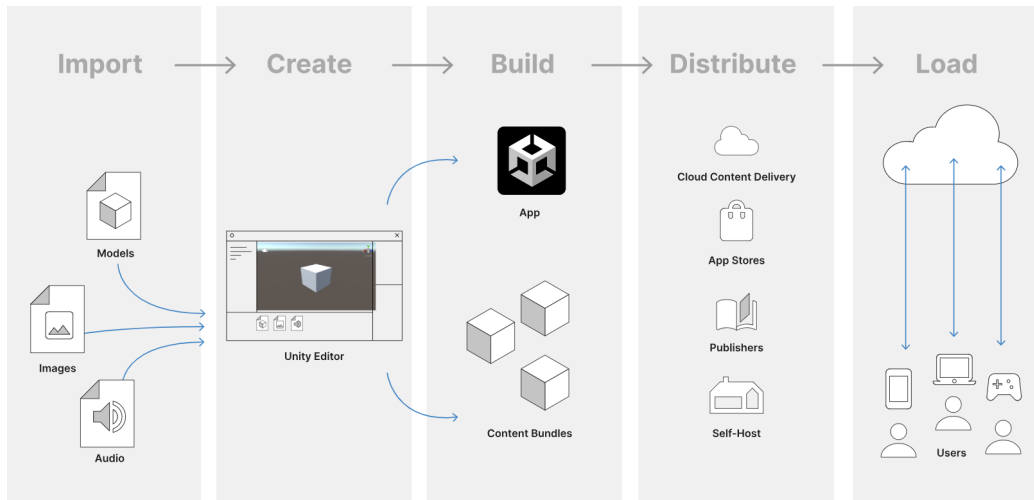 Import
Create
Build
Distribute
Load
Models
Images
Audio
Unity Editor
App
Content Bundles
Cloud Content Delivery
App Stores
Publishers
Self-Host
Users